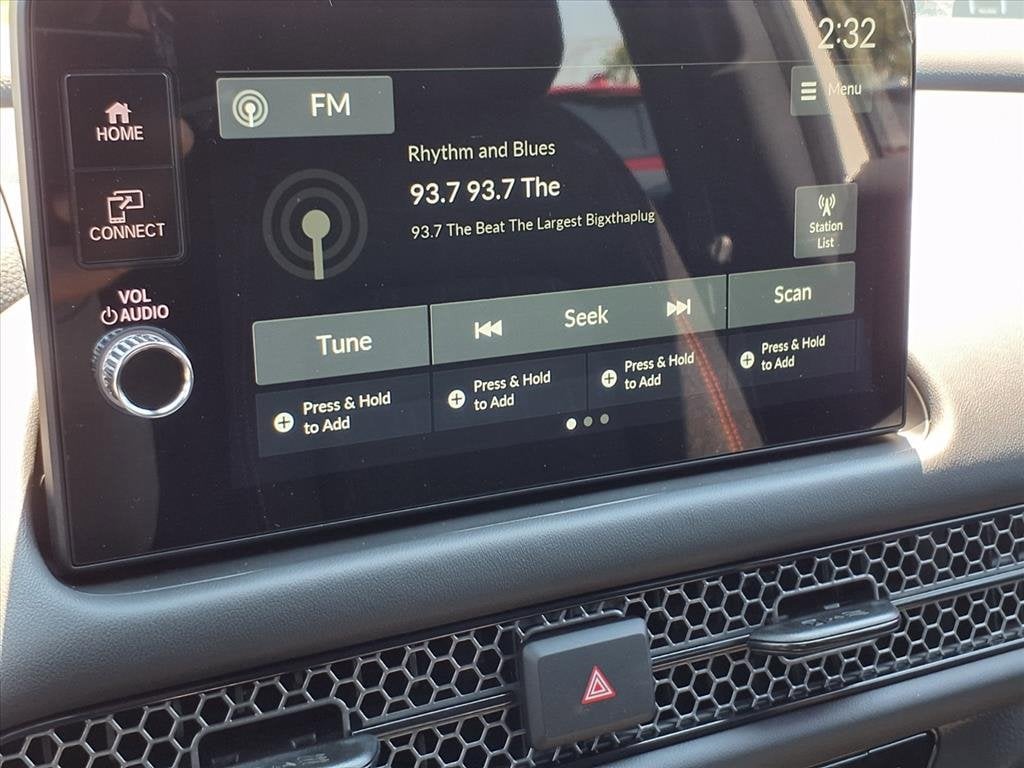 2:32
HOME
FM
Menu
Rhythm and Blues
93.7 93.7 The
93.7 The Beat The Largest Bigxthaplug
CONNECT
Station
List
VOL
AUDIO
Tune
Seek
Scan
Press & Hold
to Add
Press & Hold
to Add
Press & Hold
to Add
Press & Hold
to Add